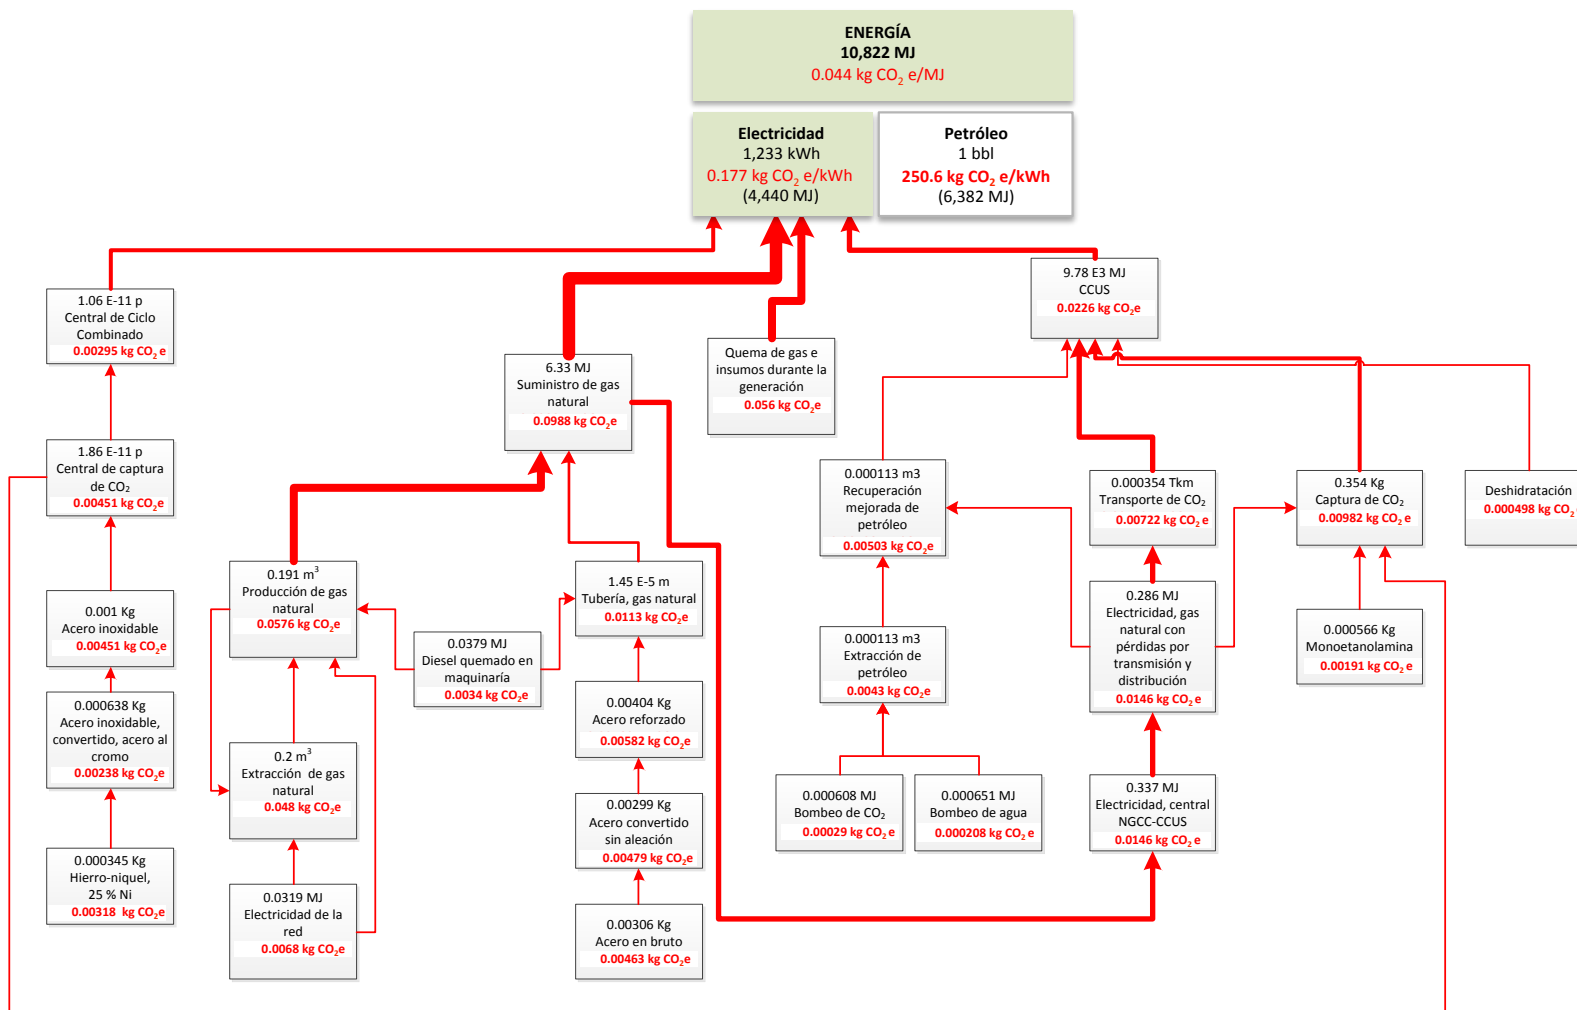 ENERGÍA
10,822 MJ
0.044 kg CO2 e/MJ
Electricidad
1,233 kWh
0.177 kg CO2 e/kWh
(4,440 MJ)
Petróleo
1 bbl
250.6 kg CO2 e/kWh
(6,382 MJ)
1.06 E-11 p
Central de Ciclo
Combinado
0.00295 kg CO2 e
6.33 MJ
Suministro de gas
natural
0.0988 kg CO2e
Quema de gas e
insumos durante la
generación
0.056 kg CO2e
9.78 E3 MJ
CCUS
0.0226 kg CO2e
1.86 E-11 p
Central de captura
de CO2
0.00451 kg CO2e
0.000113 m3
Recuperación
mejorada de
petróleo
0.00503 kg CO2e
0.000354 Tkm
Transporte de CO2
0.00722 kg CO2 e
0.354 Kg
Captura de CO2
0.00982 kg CO2 e
Deshidratación
0.000498 kg CO2 e
0.001 Kg
Acero inoxidable
0.00451 kg CO2e
0.191 m3
Producción de gas
natural
0.0576 kg CO2e
0.0379 MJ
Diesel quemado en
maquinaría
0.0034 kg CO2e
1.45 E-5 m
Tubería, gas natural
0.0113 kg CO2e
0.000113 m3
Extracción de
petróleo
0.0043 kg CO2e
0.286 MJ
Electricidad, gas
natural con
pérdidas por
transmisión y
distribución
0.0146 kg CO2 e
0.000566 Kg
Monoetanolamina
0.00191 kg CO2 e
0.000638 Kg
Acero inoxidable,
convertido, acero al
cromo
0.00238 kg CO2e
0.2 m3
Extracción  de gas
natural
0.048 kg CO2e
0.00404 Kg
Acero reforzado
0.00582 kg CO2e
0.000608 MJ
Bombeo de CO2
0.00029 kg CO2 e
0.000651 MJ
Bombeo de agua
0.000208 kg CO2 e
0.337 MJ
Electricidad, central
NGCC-CCUS
0.0146 kg CO2 e
0.000345 Kg
Hierro-niquel,
25 % Ni
0.00318  kg CO2e
0.0319 MJ
Electricidad de la
red
0.0068 kg CO2e
0.00299 Kg
Acero convertido
sin aleación
0.00479 kg CO2e
0.00306 Kg
Acero en bruto
0.00463 kg CO2e